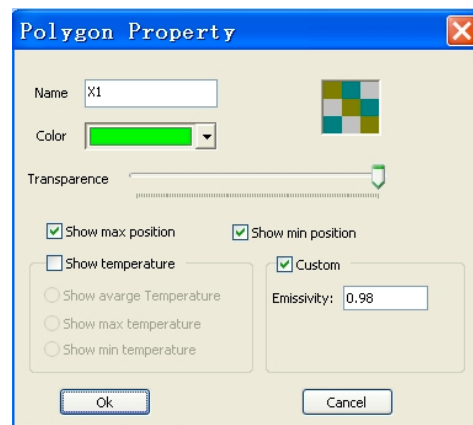 Polygon Property
Name X1
Color
Transparence
Show max position Show min position
Show temperature Custom
Show avarge Temperature Emissivity: 0.98
Show max temperature
Show min temperature
Ok Cancel